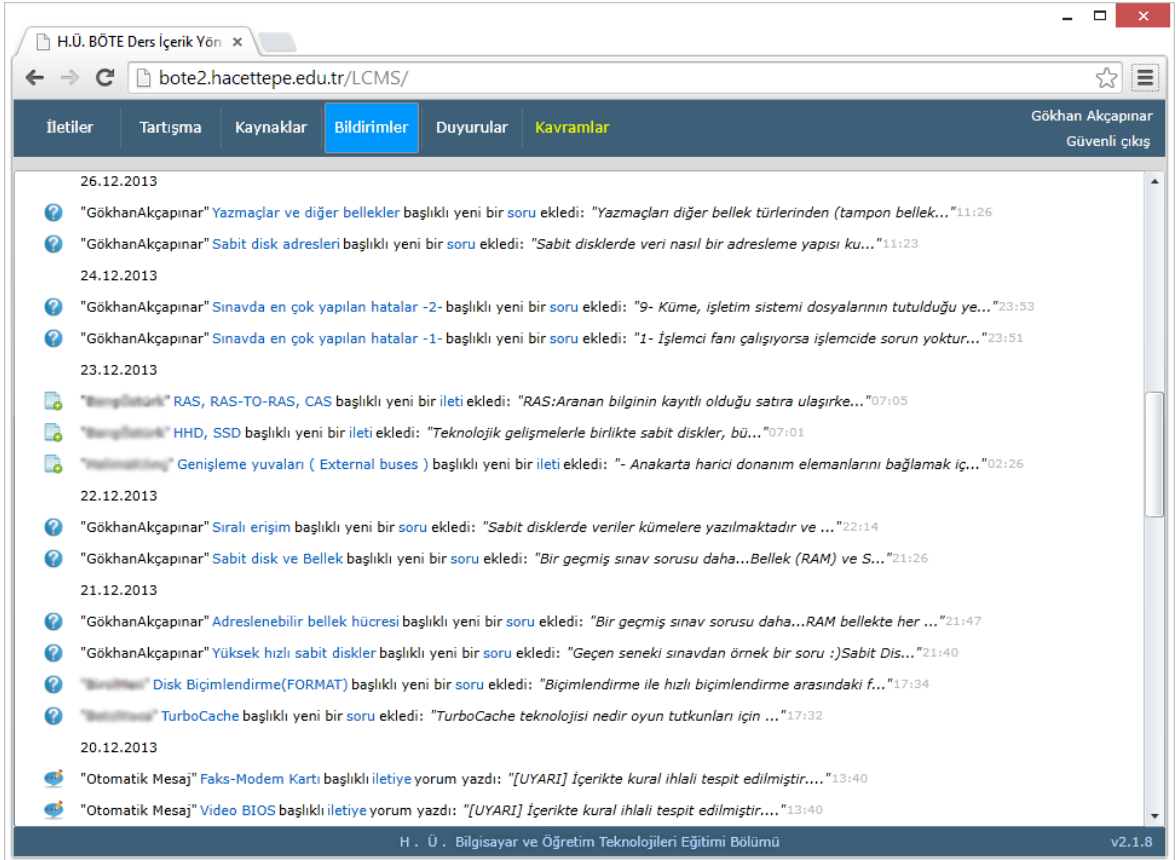 H.Ü. BÖTE Ders İçerik Yön
bote2.hacettepe.edu.tr/LCMS/
İletiler Tartışma Kaynaklar Bildirimler Duyurular Kavramlar
Gökhan Akçapınar
Güvenli çıkış
26.12.2013
"GökhanAkçapınar" Yazmaçlar ve diğer bellekler başlıklı yeni bir soru ekledi: "Yazmaçları diğer bellek türlerinden (tampon bellek..."11:26
"GökhanAkçapınar" Sabit disk adresleri başlıklı yeni bir soru ekledi: "Sabit disklerde veri nasıl bir adresleme yapısı ku..."11:23
24.12.2013
"GökhanAkçapınar" Sınavda en çok yapılan hatalar -2- başlıklı yeni bir soru ekledi: "9- Küme, işletim sistemi dosyalarının tutulduğu ye..."23:53
"GökhanAkçapınar" Sınavda en çok yapılan hatalar -1- başlıklı yeni bir soru ekledi: "1- İşlemci fanı çalışıyorsa işlemcide sorun yoktur..."23:51
23.12.2013
RAS, RAS-TO-RAS, CAS başlıklı yeni bir ileti ekledi: "RAS:Aranan bilginin kayıtlı olduğu satıra ulaşırke..."07:05
HHD, SSD başlıklı yeni bir ileti ekledi: "Teknolojik gelişmelerle birlikte sabit diskler, bü..."07:01
Genişleme yuvaları ( External buses ) başlıklı yeni bir ileti ekledi: "- Anakarta harici donanım elemanlarını bağlamak iç..."02:26
22.12.2013
"GökhanAkçapınar" Sıralı erişim başlıklı yeni bir soru ekledi: "Sabit disklerde veriler kümelere yazılmaktadır ve ..."22:14
"GökhanAkçapınar" Sabit disk ve Bellek başlıklı yeni bir soru ekledi: "Bir geçmiş sınav sorusu daha...Bellek (RAM) ve S..."21:26
21.12.2013
"GökhanAkçapınar" Adreslenebilir bellek hücresi başlıklı yeni bir soru ekledi: "Bir geçmiş sınav sorusu daha...RAM bellekte her ..."21:47
"GökhanAkçapınar" Yüksek hızlı sabit diskler başlıklı yeni bir soru ekledi: "Geçen seneki sınavdan örnek bir soru :)Sabit Dis..."21:40
Disk Biçimlendirme(FORMAT) başlıklı yeni bir soru ekledi: "Biçimlendirme ile hızlı biçimlendirme arasındaki f..."17:34
TurboCache başlıklı yeni bir soru ekledi: "TurboCache teknolojisi nedir oyun tutkunları için ..."17:32
20.12.2013
"Otomatik Mesaj" Faks-Modem Kartı başlıklı iletiye yorum yazdı: "[UYARI] İçerikte kural ihlali tespit edilmiştir...."13:40
"Otomatik Mesaj" Video BIOS başlıklı iletiye yorum yazdı: "[UYARI] İçerikte kural ihlali tespit edilmiştir...."13:40
H . Ü . Bilgisayar ve Öğretim Teknolojileri Eğitimi Bölümü v2.1.8